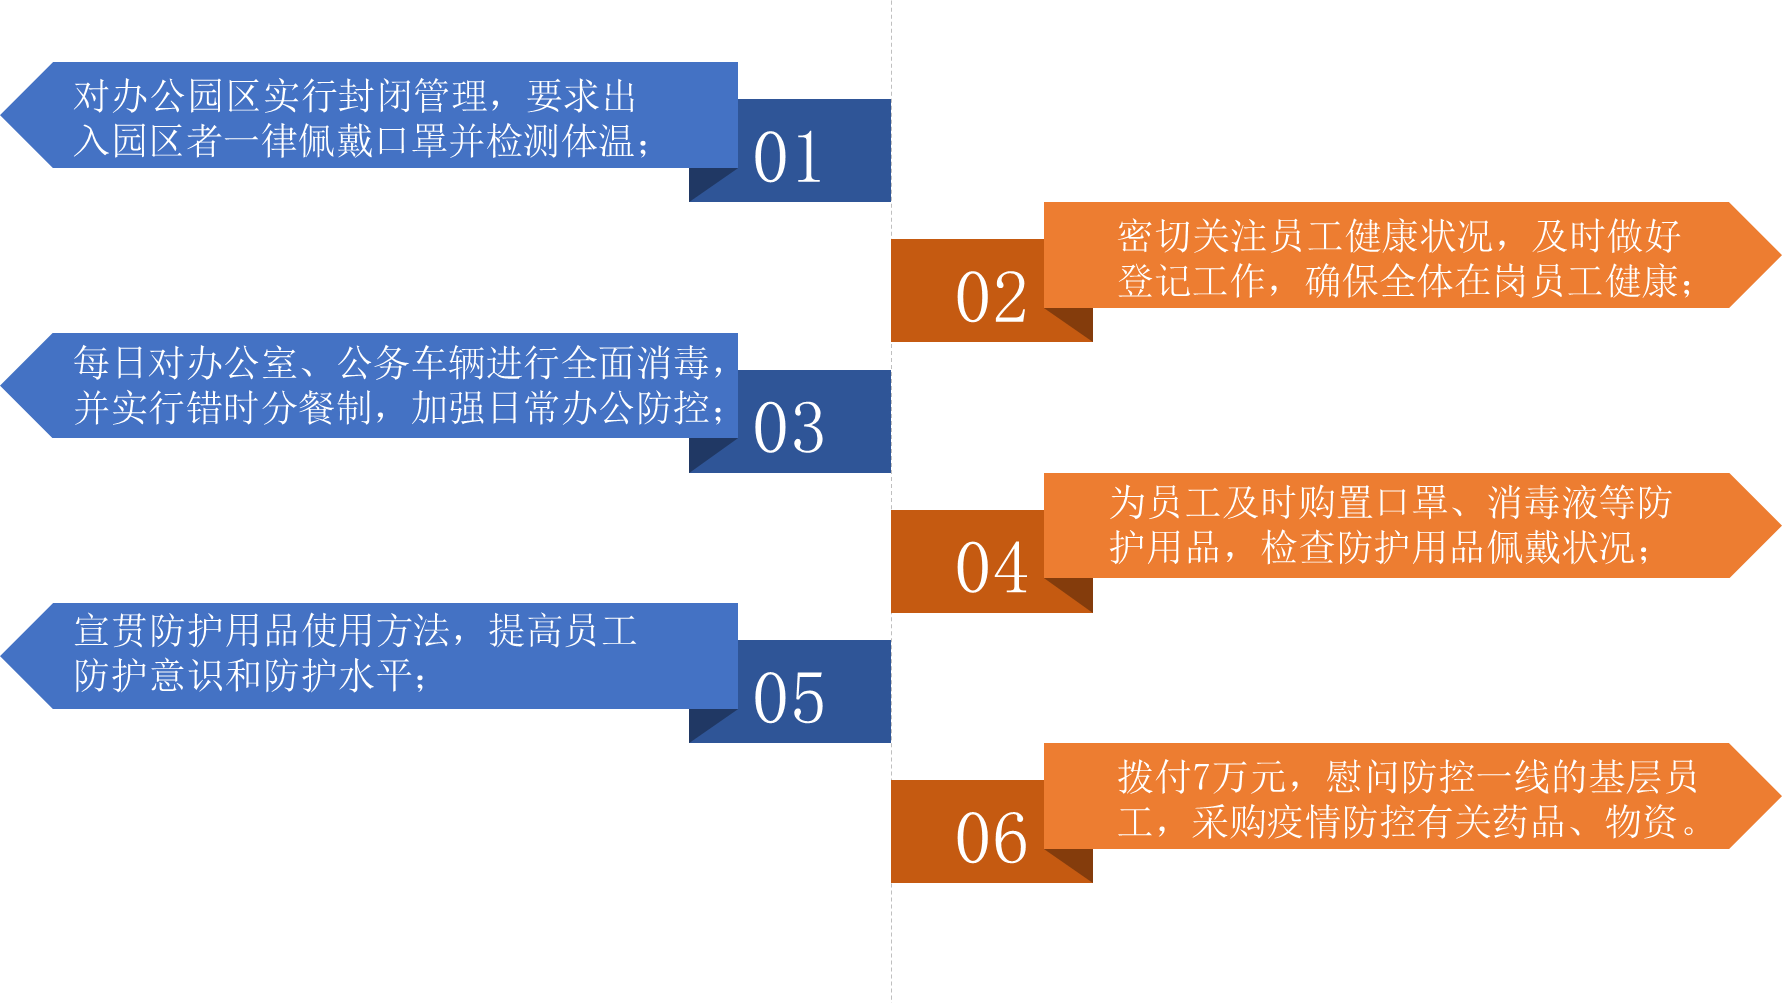 对办公园区实行封闭管理，要求出
入园区者一律佩戴口罩并检测体温；
01
密切关注员工健康状况，及时做好
登记工作，确保全体在岗员工健康；
02
每日对办公室、公务车辆进行全面消毒，
并实行错时分餐制，加强日常办公防控；
03
为员工及时购置口罩、消毒液等防
护用品，检查防护用品佩戴状况；
04
宣贯防护用品使用方法，提高员工
防护意识和防护水平；
05
拨付7万元，慰问防控一线的基层员
工，采购疫情防控有关药品、物资。
06